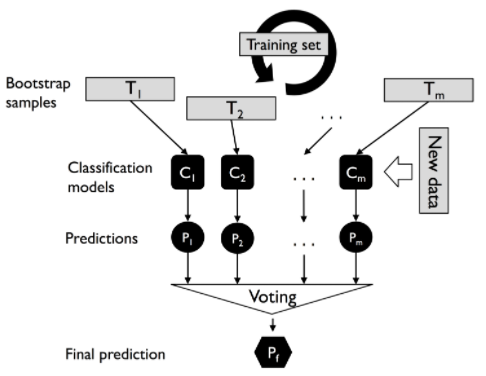 Training set
Bootstrap
samples
T1
T2
Tm
...
Classification
models
C1
C2
...
Cm
New data
Predictions
P1
P2
...
Pm
Voting
Final prediction
Pf